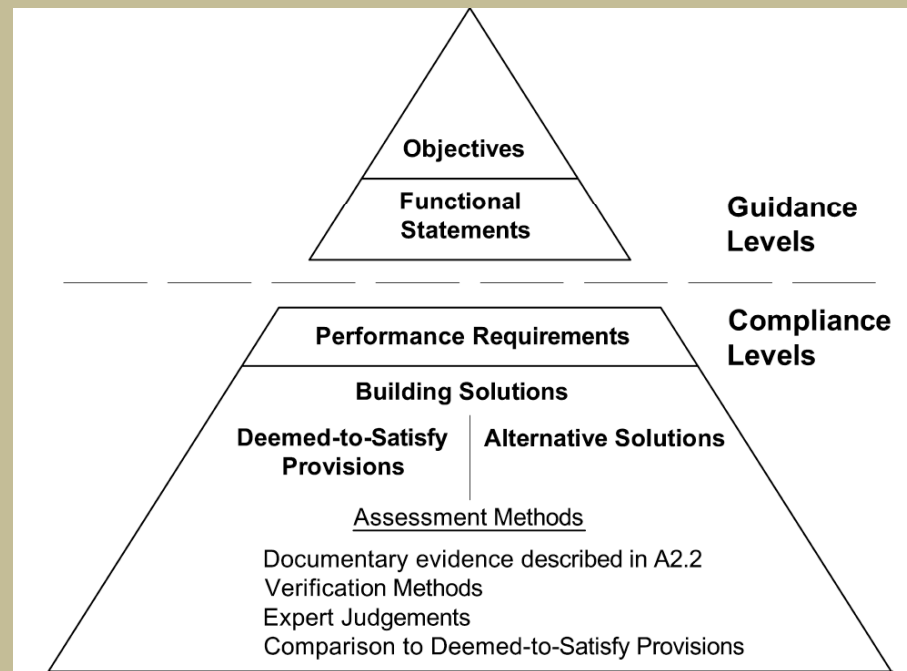 Objectives
Functional
Statements
Guidance
Levels
Compliance
Levels
Performance Requirements
Building Solutions
Deemed-to-Satisfy
Provisions
Alternative Solutions
Assessment Methods
Documentary evidence described in A2.2
Verification Methods
Expert Judgements
Comparison to Deemed-to-Satisfy Provisions